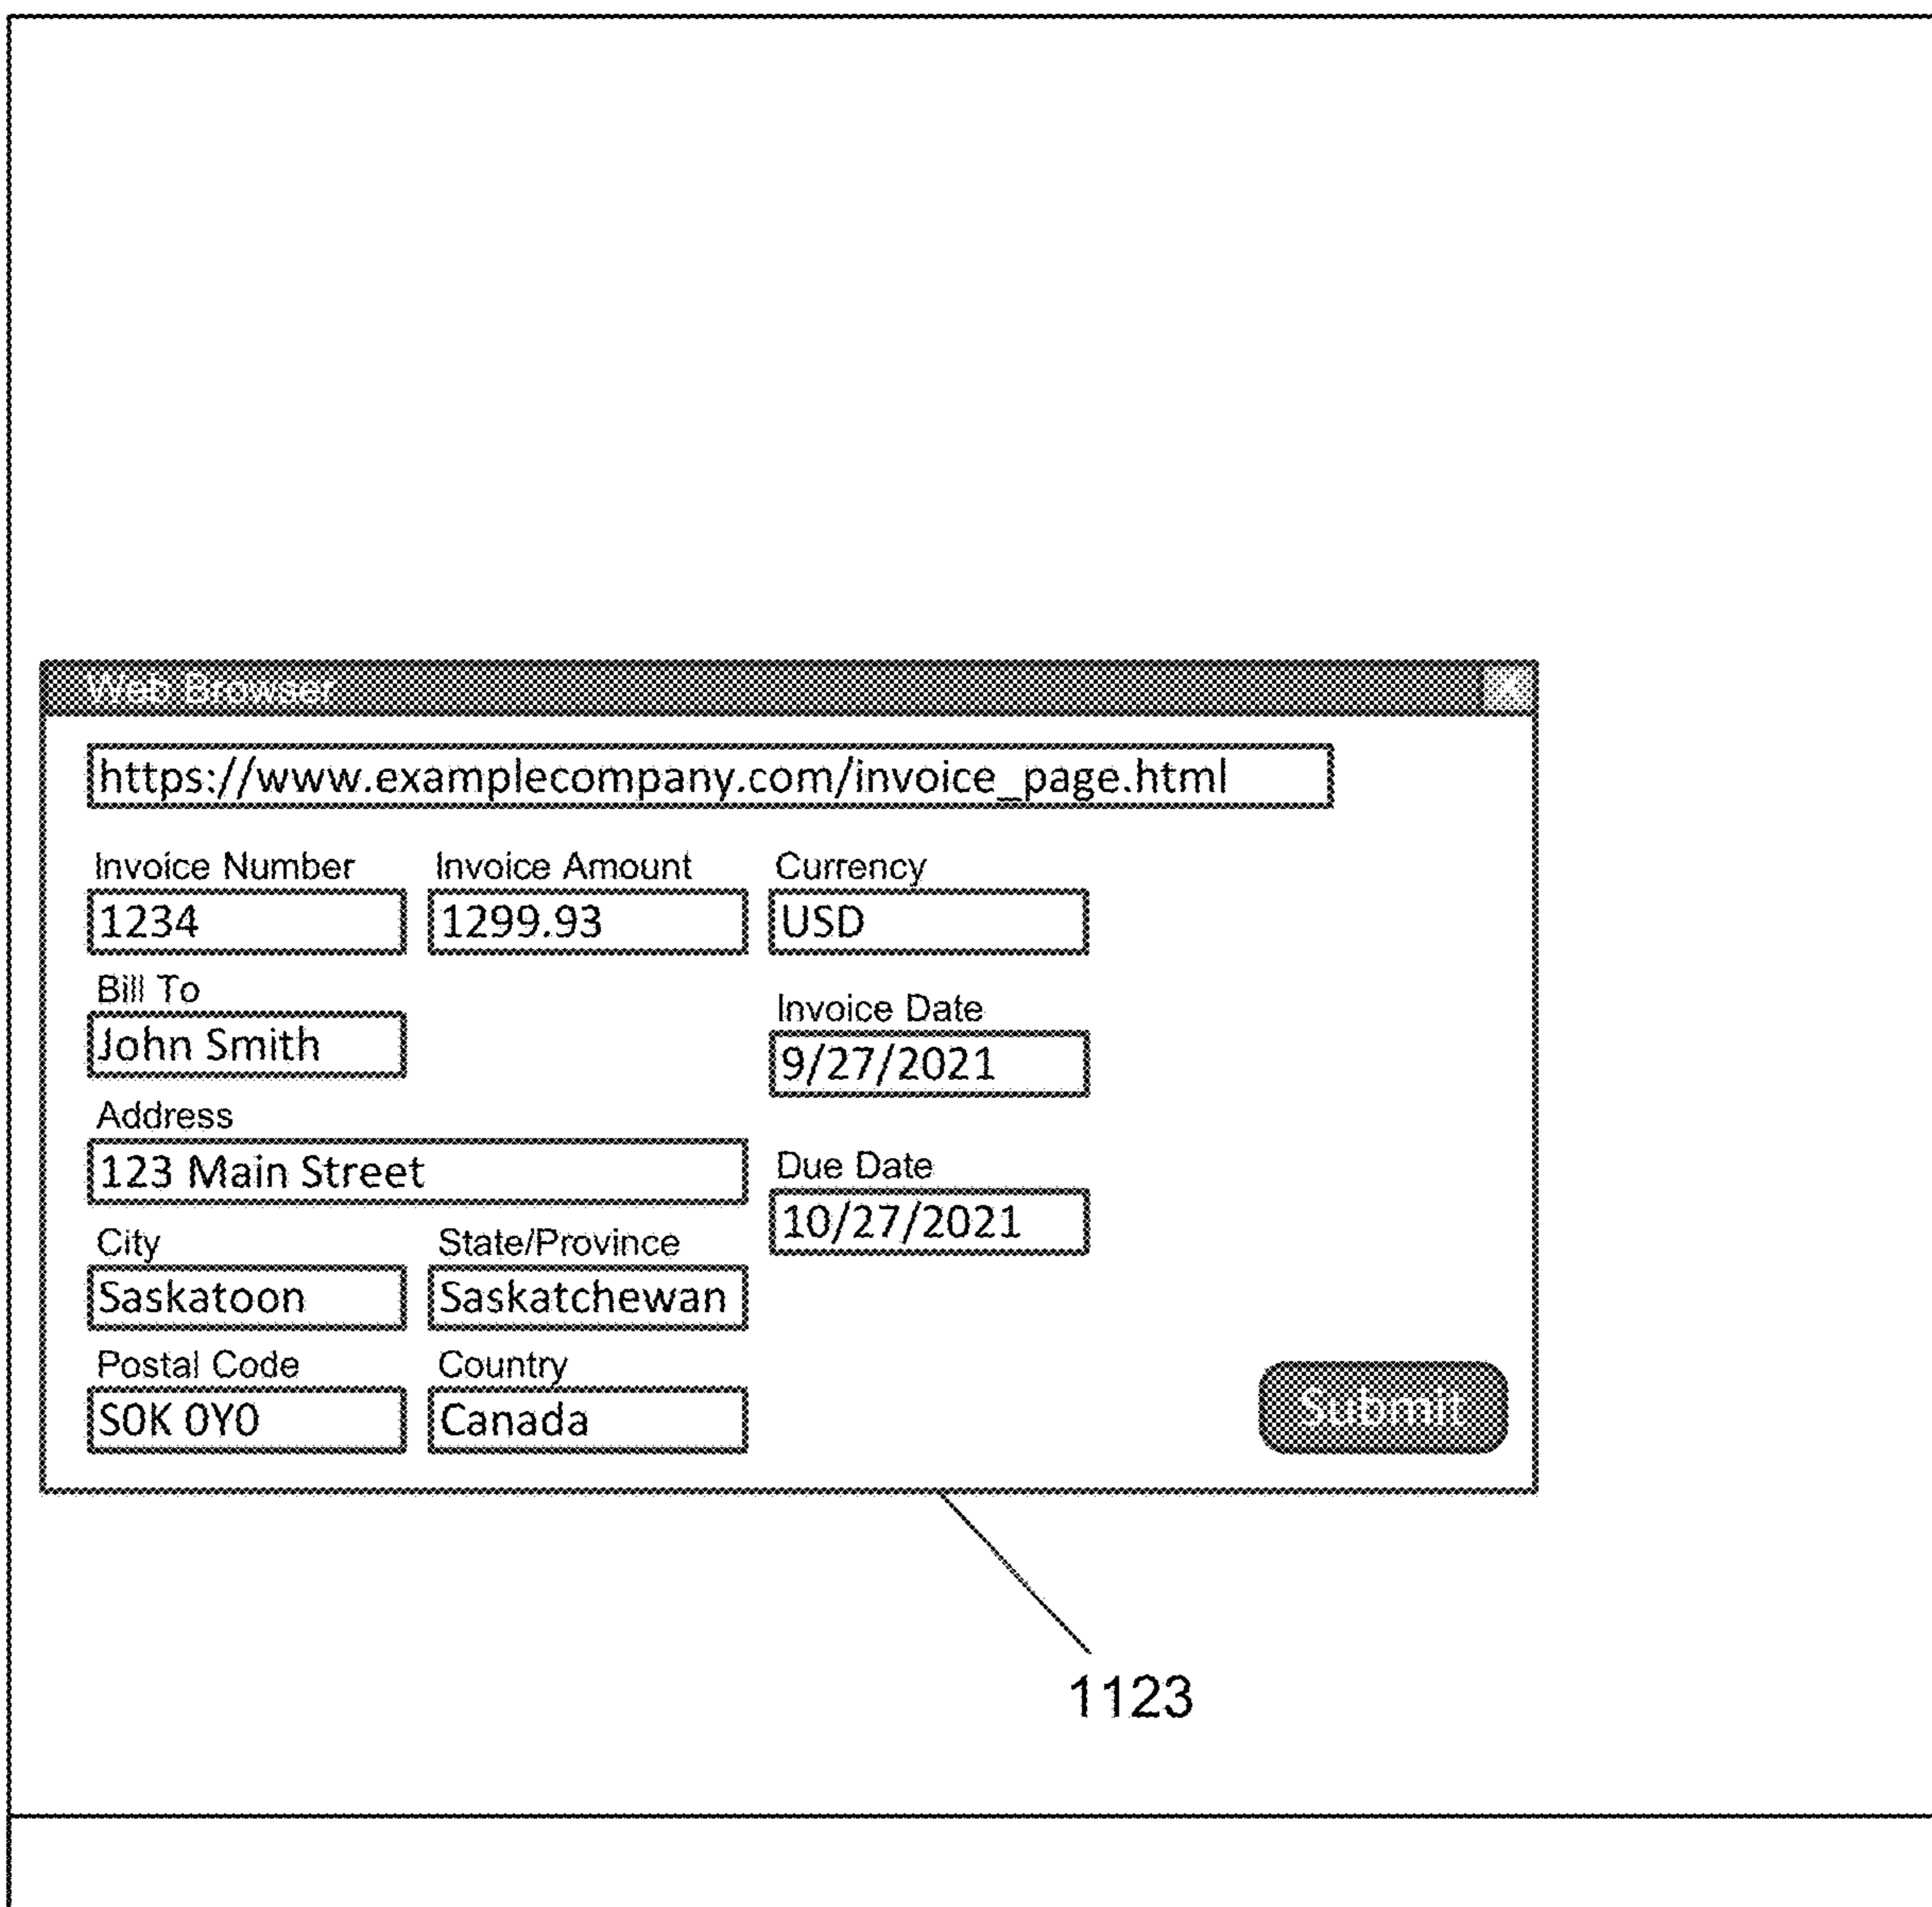 Web Browser
X
https://www.examplecompany.com/invoice_page.html
Invoice Number Invoice Amount Currency
1234 1299.93 USD
Bill To
John Smith
Invoice Date
9/27/2021
Address
123 Main Street
Due Date
10/27/2021
City State/Province
Saskatoon Saskatchewan
Postal Code Country
S0K 0Y0 Canada
Submit
1123